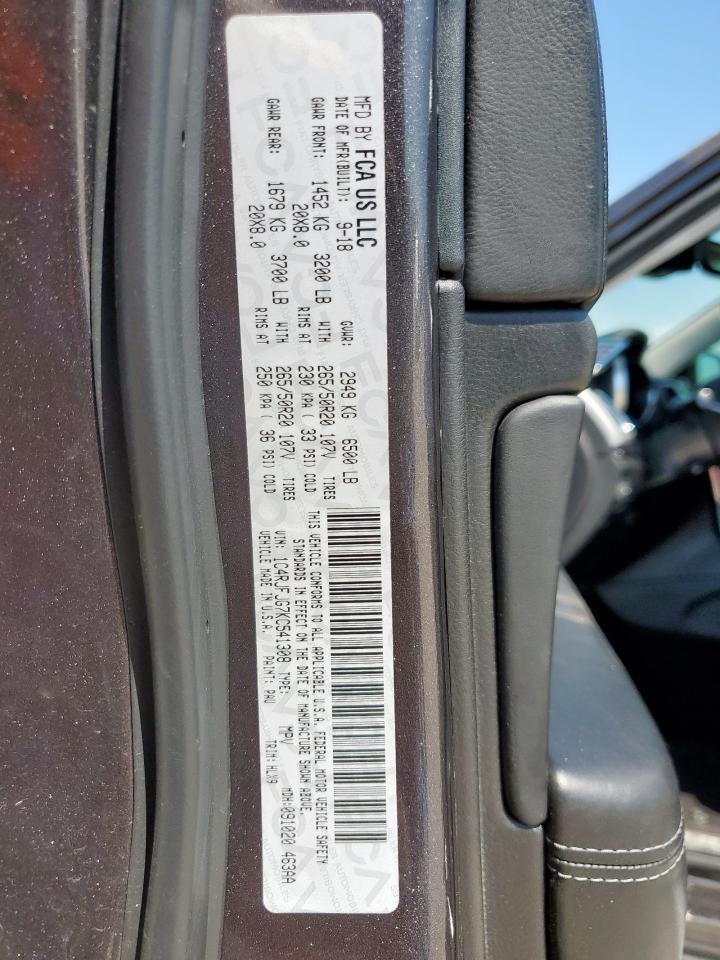 MFD BY FCA US LLC
DATE OF MFR(BUILT): 9-18 GVWR: 2949 KG 6500 LB
GAWR FRONT: 1452 KG 3200 LB WITH 265/50R20 107V TIRES
20X8.0 RIMS AT 230 KPA ( 33 PSI) COLD
GAWR REAR: 1679 KG 3700 LB WITH 265/50R20 107V TIRES
20X8.0 RIMS AT 250 KPA ( 36 PSI) COLD
THIS VEHICLE CONFORMS TO ALL APPLICABLE U.S.A. FEDERAL MOTOR VEHICLE SAFETY
STANDARDS IN EFFECT ON THE DATE OF MANUFACTURE SHOWN ABOVE.
VIN: 1C4RJFJG7KC541308 TYPE: MPV MDH:091020 463AA
VEHICLE MADE IN U.S.A. PAINT: PAU TRIM: HLX9